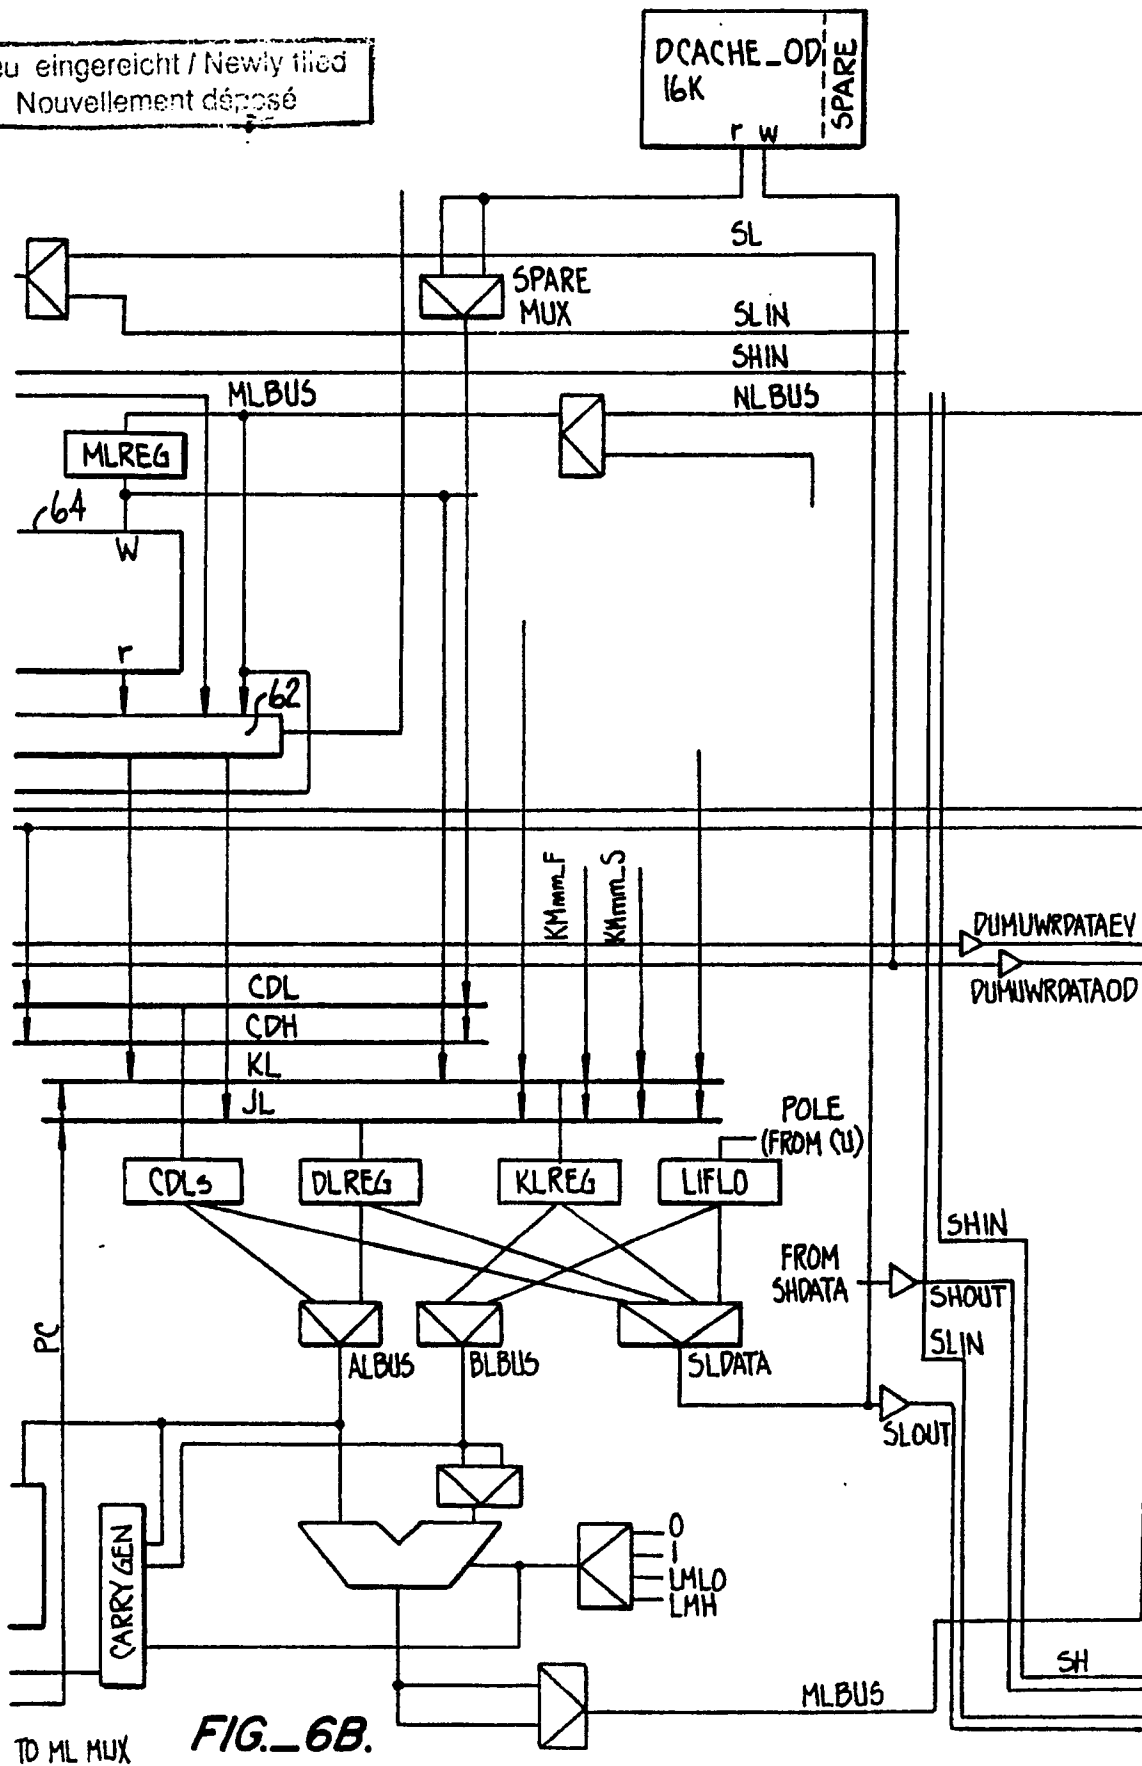 eu eingereicht / Newly filed
Nouvellement déposé
DCACHE_OD
16K
SPARE
r w
SL
SPARE
MUX
SLIN
SHIN
MLBUS
NLBUS
MLREG
64
W
r
62
KMmm_F
KMmm_S
DUMUWRDATAEV
DUMUWRDATAOD
CDL
CDH
KL
JL
POLE
(FROM CU)
CDLs
DLREG
KLREG
LIFLO
SHIN
FROM
SHDATA
SHOUT
SLIN
PC
ALBUS
BLBUS
SLDATA
SLOUT
CARRY GEN
0
1
LMLO
LMH
SH
MLBUS
TO ML MUX
FIG._6B.